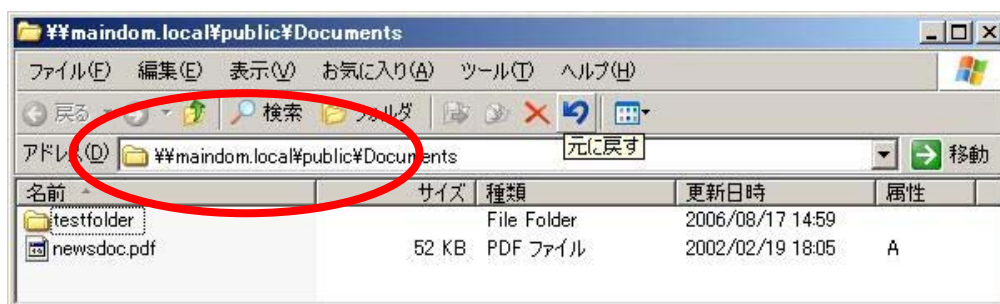 ¥¥maindom.local¥public¥Documents
ファイル(F) 編集(E) 表示(V) お気に入り(A) ツール(T) ヘルプ(H)
戻る 検索 フォルダ
元に戻す
アドレス(D) ¥¥maindom.local¥public¥Documents 移動
名前 サイズ 種類 更新日時 属性
testfolder File Folder 2006/08/17 14:59
newsdoc.pdf 52 KB PDF ファイル 2002/02/19 18:05 A